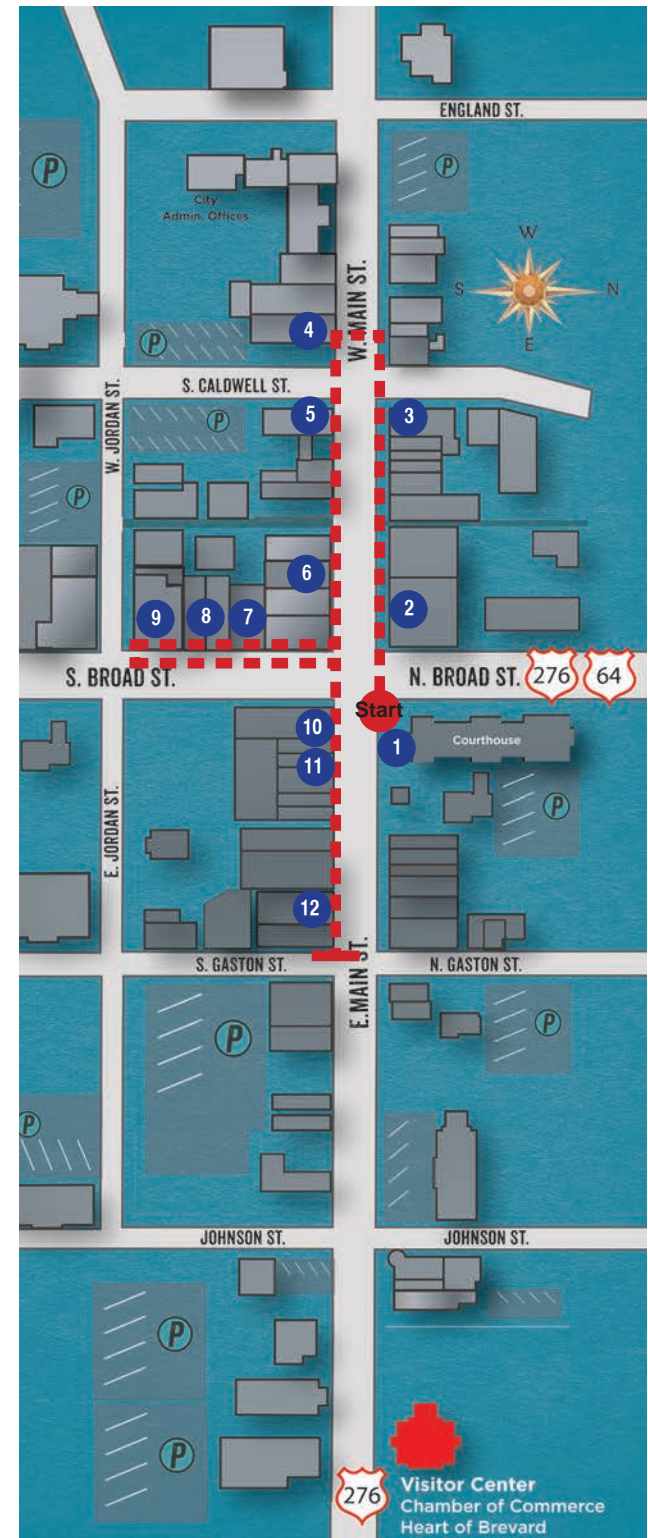 ENGLAND ST.
P
P
City
Admin. Offices
W
S
N
E
W. MAIN ST.
4
P
S. CALDWELL ST.
W. JORDAN ST.
5
3
P
P
6
2
9
8
7
S. BROAD ST.
N. BROAD ST.
276
64
Start
10
1
Courthouse
11
P
E. JORDAN ST.
12
S. GASTON ST.
E.MAIN ST.
N. GASTON ST.
P
P
P
JOHNSON ST.
JOHNSON ST.
P
P
276
Visitor Center
Chamber of Commerce
Heart of Brevard